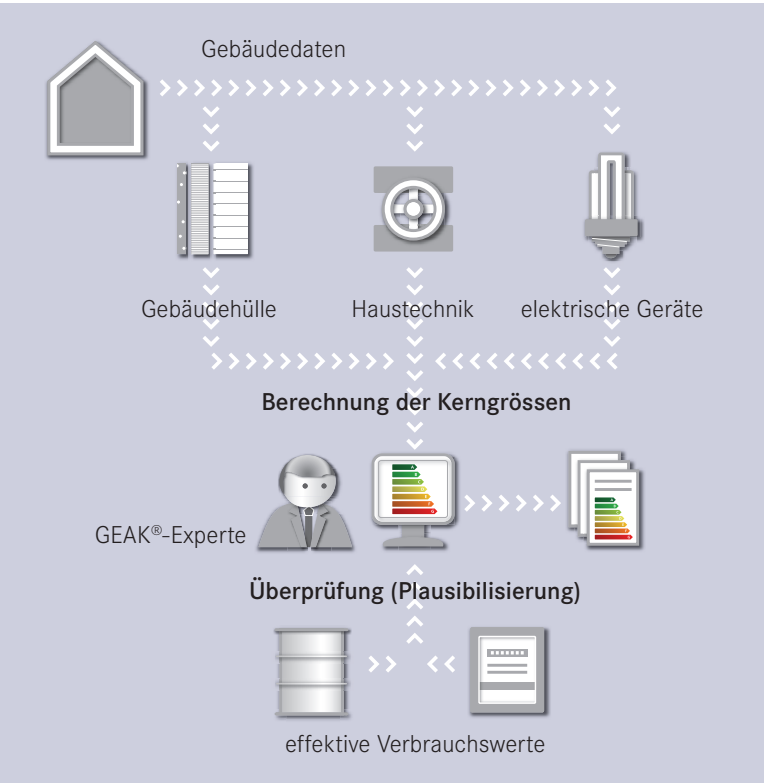 Gebäudedaten
Gebäudehülle
Haustechnik
elektrische Geräte
Berechnung der Kerngrössen
GEAK®-Experte
Überprüfung (Plausibilisierung)
effektive Verbrauchswerte